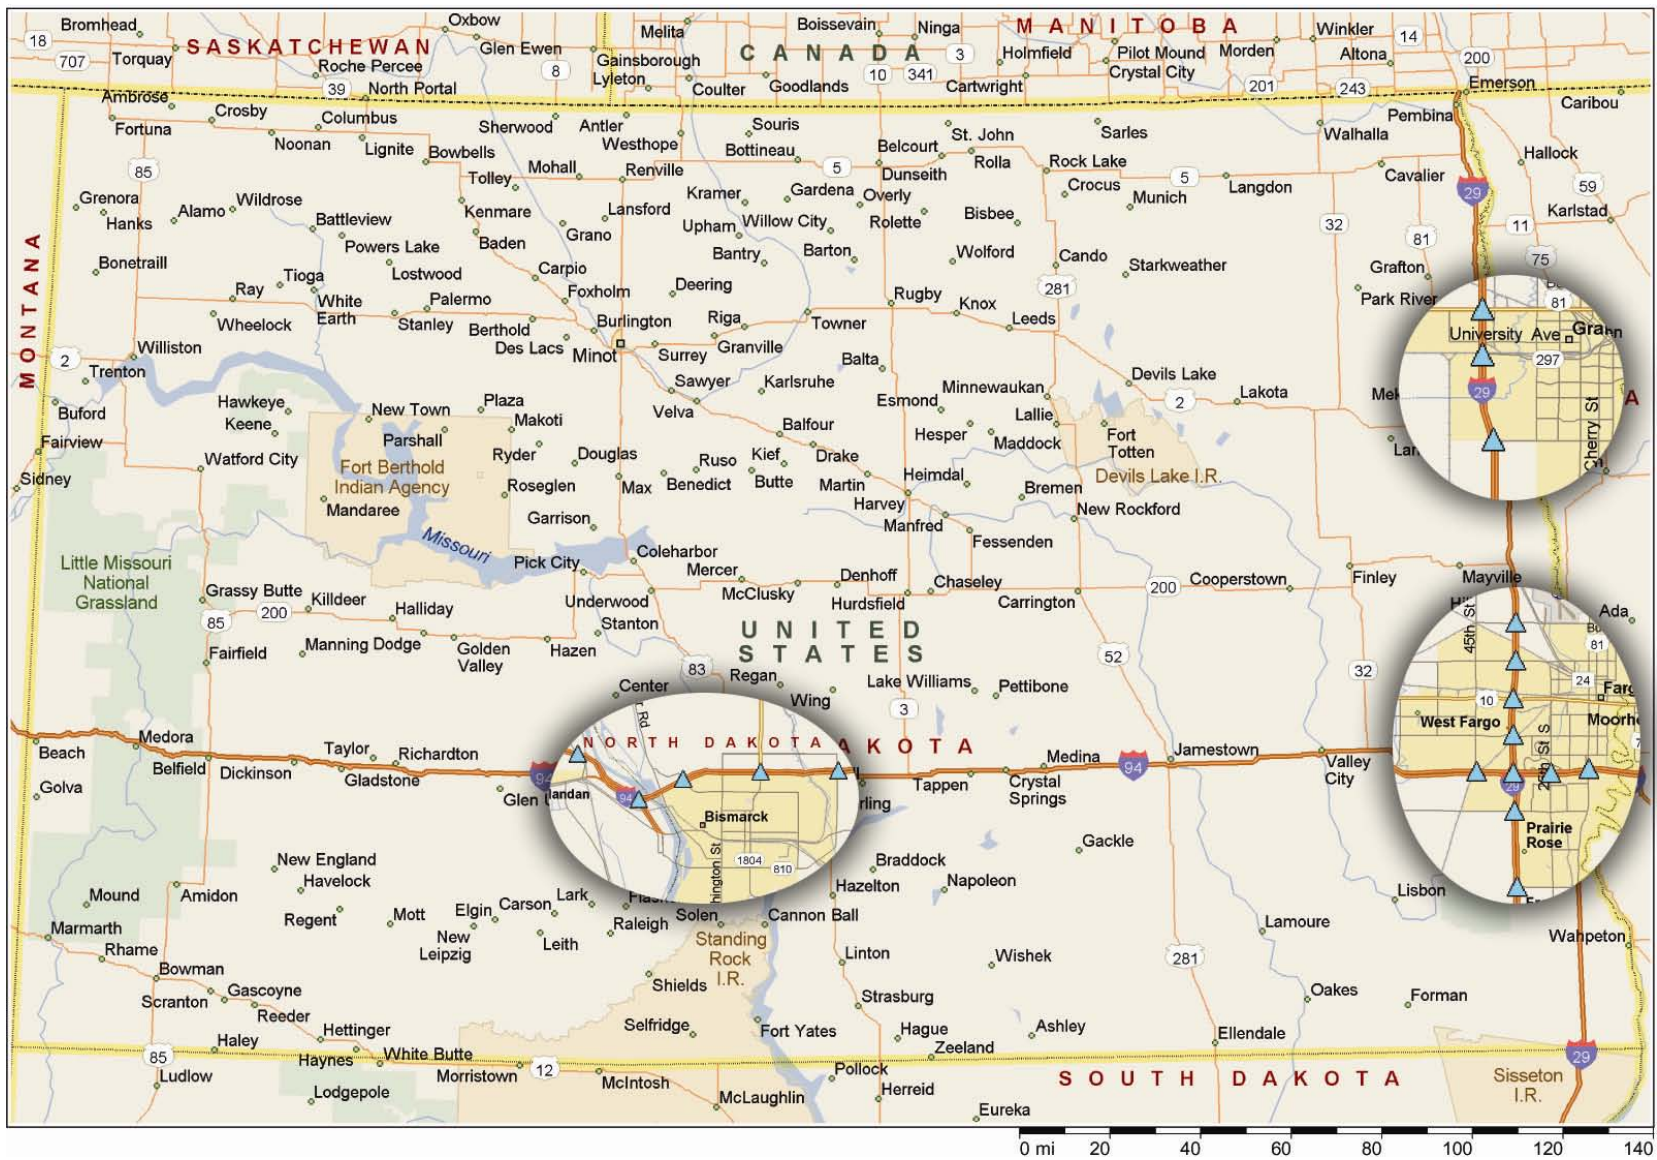 Bromhead
Oxbow
Melita
Boissevain
Ninga
MANITOBA
Winkler
18
SASKATCHEWAN
Glen Ewen
Gainsborough
CANADA
3
Holmfield
Pilot Mound
Morden
Altona
14
707
Torquay
Roche Percee
8
Lyleton
10
341
Crystal City
200
39
North Portal
Coulter
Goodlands
Cartwright
201
243
Emerson
Ambrose
Crosby
Columbus
Sherwood
Antler
Souris
St. John
Sarles
Pembina
Caribou
Fortuna
Noonan
Lignite
Bowbells
Westhope
Bottineau
Belcourt
Rolla
Rock Lake
Walhalla
Hallock
85
Mohall
Renville
5
Dunseith
5
Langdon
Cavalier
29
59
Tolley
Kramer
Gardena
Overly
Crocus
Munich
Grenora
Hanks
Alamo
Wildrose
Battleview
Kenmare
Lansford
Upham
Willow City
Rolette
Bisbee
32
81
11
Karlstad
MONTANA
Powers Lake
Baden
Grano
Bantry
Barton
Wolford
Cando
Starkweather
75
Bonetraill
Tioga
Lostwood
Carpio
Deering
Grafton
Ray
White
Earth
Palermo
Foxholm
Rugby
Knox
281
Park River
81
Wheelock
Stanley
Berthold
Burlington
Riga
Towner
Leeds
University Ave
2
Williston
Des Lacs
Minot
Surrey
Granville
297
Trenton
Balta
Devils Lake
29
Buford
Hawkeye
New Town
Plaza
Sawyer
Karlsruhe
Minnewaukan
2
Lakota
Keene
Parshall
Makoti
Velva
Esmond
Lallie
Cherry St
Fairview
Balfour
Hesper
Maddock
Fort
Totten
Watford City
Fort Berthold
Indian Agency
Ryder
Douglas
Ruso
Kief
Drake
Heimdal
Devils Lake I.R.
Sidney
Roseglen
Max
Benedict
Butte
Martin
Bremen
Mandaree
Garrison
Harvey
Manfred
New Rockford
Missouri
Fessenden
Little Missouri
National
Grassland
Pick City
Coleharbor
Mercer
Denhoff
Chaseley
200
Cooperstown
Finley
Mayville
Grassy Butte
Killdeer
Halliday
Underwood
McClusky
Hurdsfield
Carrington
Ada
85
200
Stanton
UNITED
STATES
45th St
81
Fairfield
Manning Dodge
Golden
Valley
Hazen
83
Regan
Lake Williams
Pettibone
52
32
24
Center
Wing
3
10
West Fargo
Beach
Medora
Taylor
Richardton
NORTH DAKOTA
AKOTA
Medina
94
Jamestown
Valley
City
Belfield
Dickinson
Gladstone
94
94
Tappen
Crystal
Springs
29
Golva
Bismarck
Gackle
Prairie
Rose
New England
Havelock
1804
810
Braddock
Napoleon
Mound
Amidon
Regent
Mott
Elgin
Carson
Lark
Hazelton
Lisbon
Marmarth
New
Leipzig
Leith
Raleigh
Solen
Cannon Ball
Lamoure
Wahpeton
Rhame
Standing
Rock
I.R.
Linton
Wishek
281
Bowman
Shields
Scranton
Gascoyne
Reeder
Strasburg
Oakes
Forman
Hettinger
Selfridge
Fort Yates
Hague
Ashley
Ellendale
85
Haley
Haynes
White Butte
12
Zeeland
29
Ludlow
Morristown
McIntosh
Pollock
SOUTH DAKOTA
Sisseton
I.R.
Lodgepole
McLaughlin
Herreid
Eureka
0 mi 20 40 60 80 100 120 140